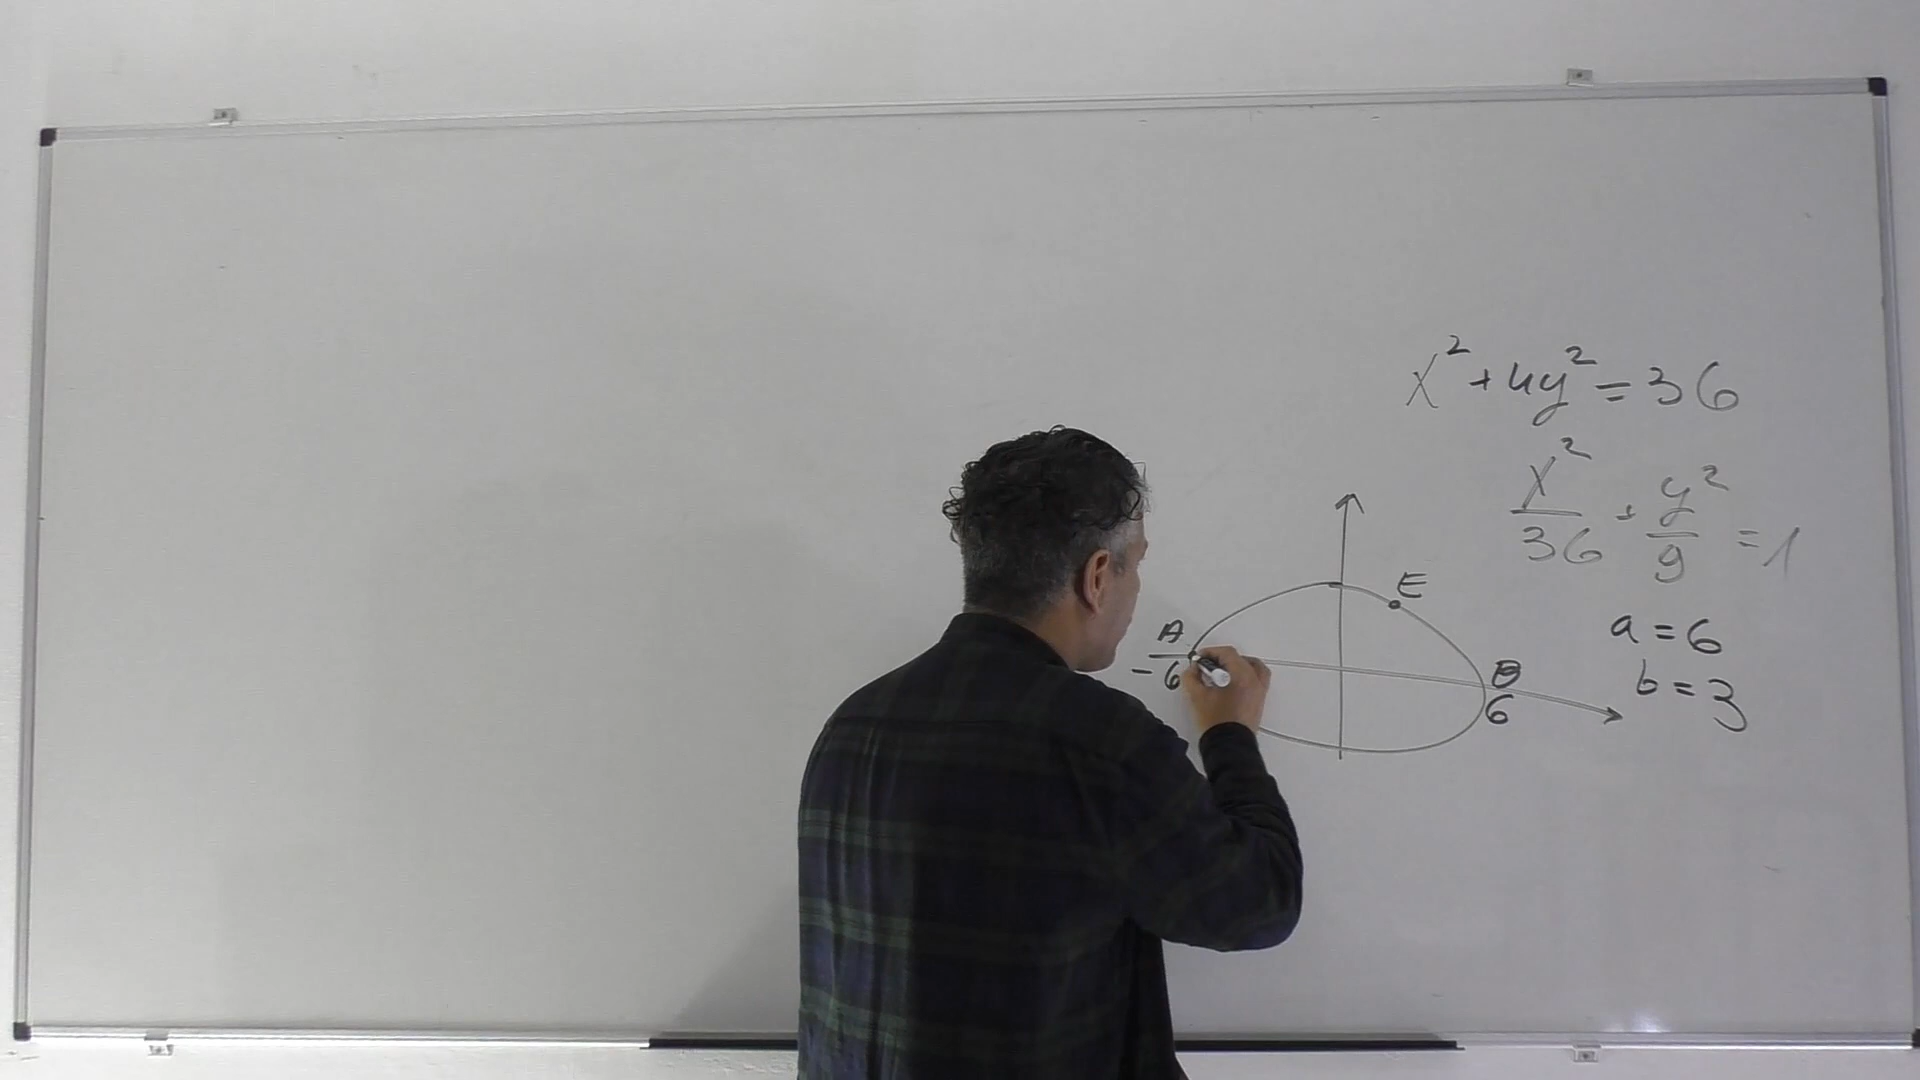 x² + 4y² = 36
x²/36 + y²/9 = 1
E
A
-6
B
6
a = 6
b = 3